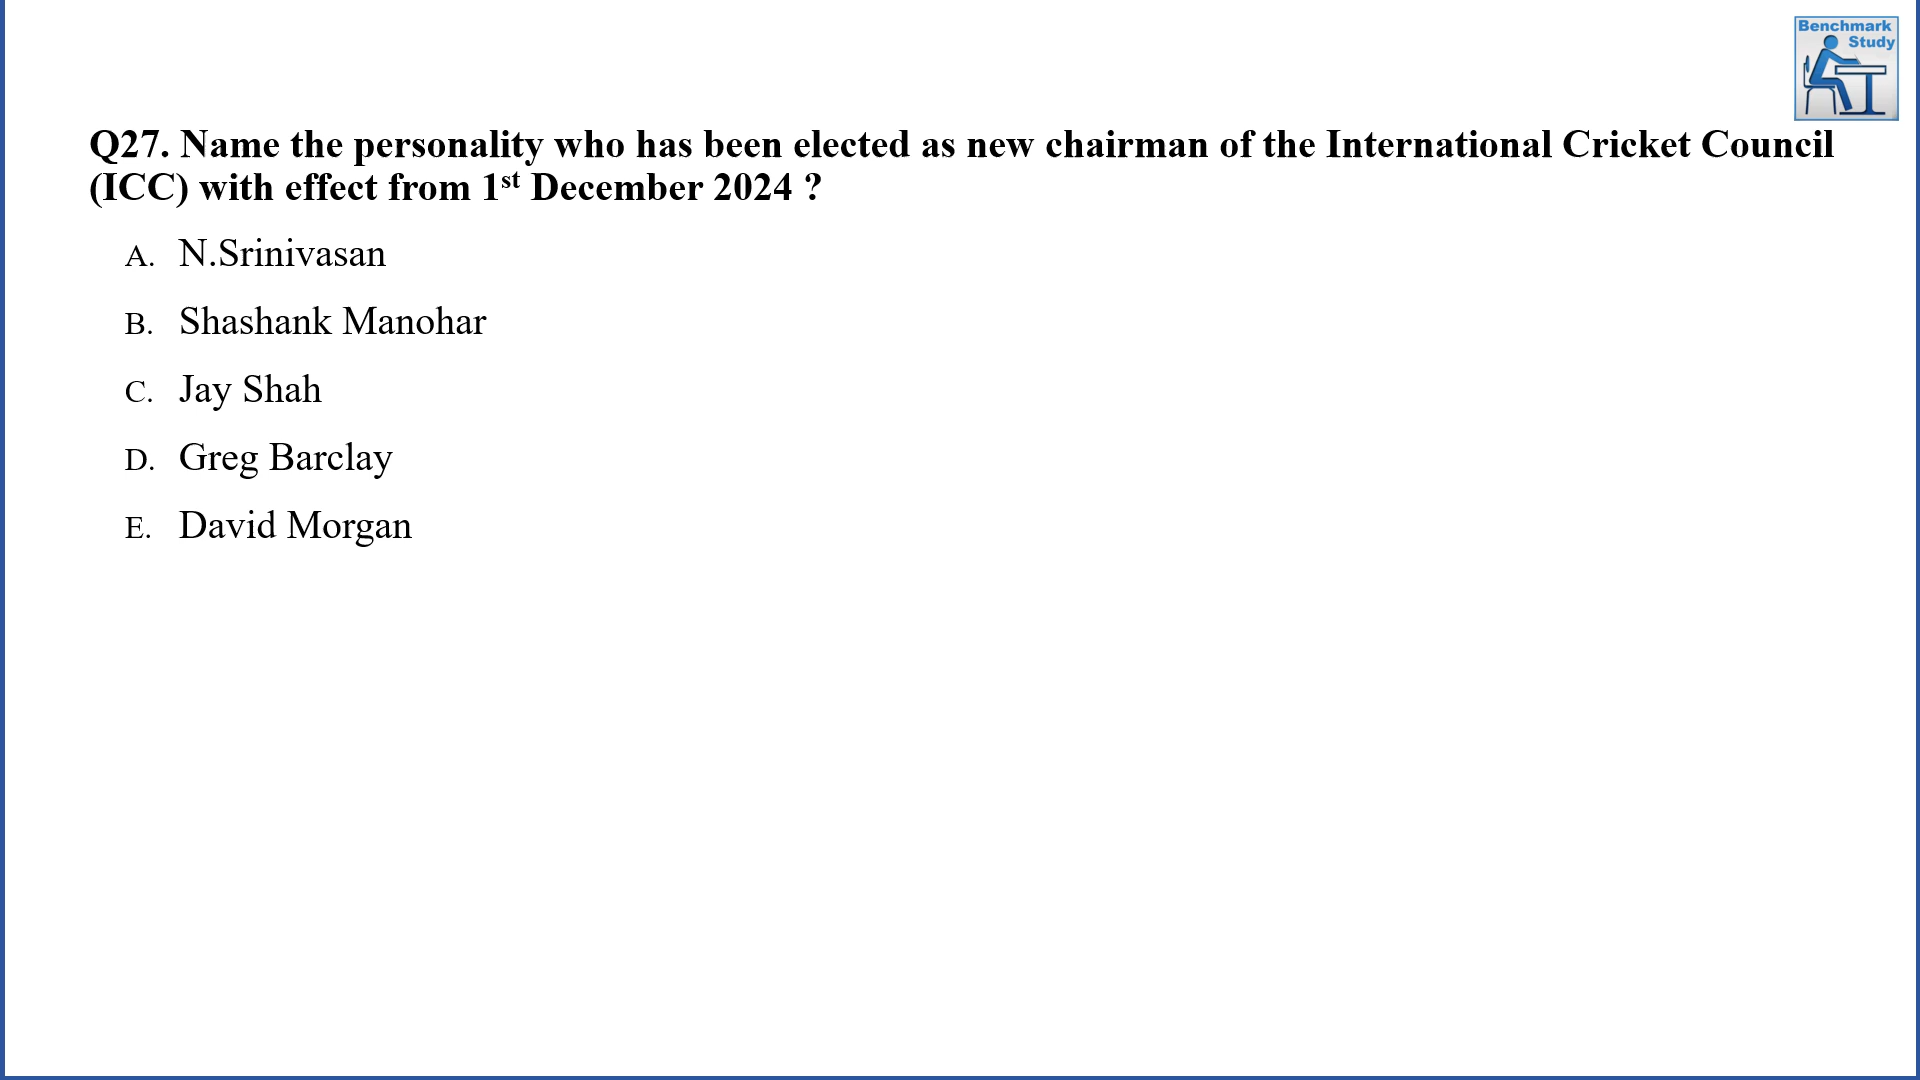 Benchmark
Study
Q27. Name the personality who has been elected as new chairman of the International Cricket Council
(ICC) with effect from 1st December 2024 ?
A. N.Srinivasan
B. Shashank Manohar
C. Jay Shah
D. Greg Barclay
E. David Morgan